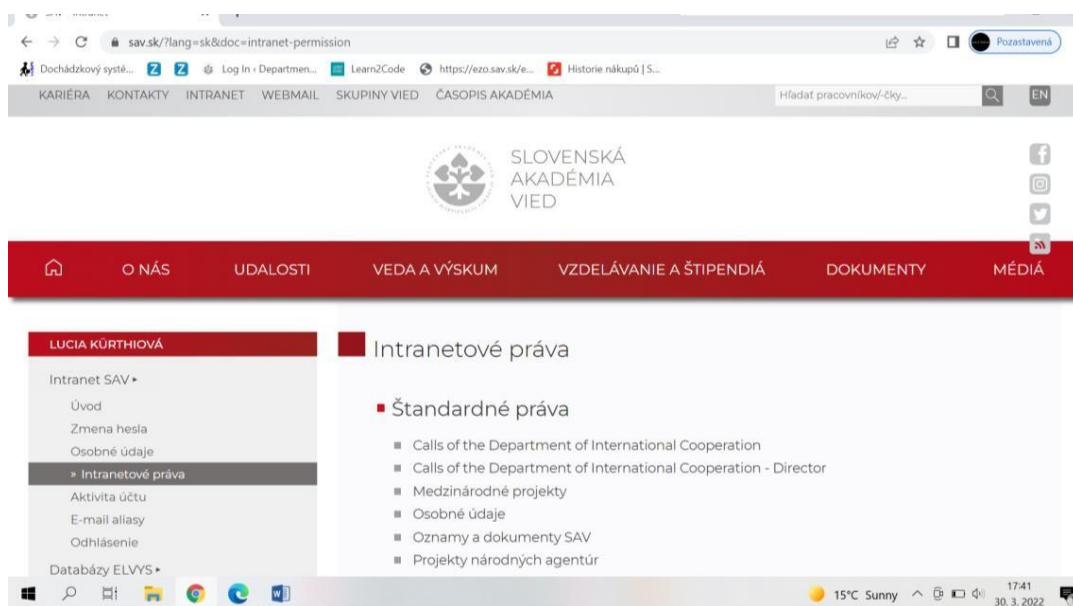 sav.sk/?lang=sk&doc=intranet-permission
Pozastavená
Dochádzkový systé...
Z
Z
Log In ‹ Departmen...
Learn2Code
https://ezo.sav.sk/e...
Historie nákupů | S...
KARIÉRA KONTAKTY INTRANET WEBMAIL SKUPINY VIED ČASOPIS AKADÉMIA
Hľadať pracovníkov/-čky...
EN
SLOVENSKÁ
AKADÉMIA
VIED
O NÁS UDALOSTI VEDA A VÝSKUM VZDELÁVANIE A ŠTIPENDIÁ DOKUMENTY MÉDIÁ
LUCIA KÜRTHIOVÁ
Intranet SAV ▸
Úvod
Zmena hesla
Osobné údaje
» Intranetové práva
Aktivita účtu
E-mail aliasy
Odhlásenie
Databázy ELVYS ▸
Intranetové práva
Štandardné práva
Calls of the Department of International Cooperation
Calls of the Department of International Cooperation - Director
Medzinárodné projekty
Osobné údaje
Oznamy a dokumenty SAV
Projekty národných agentúr
15°C Sunny
17:41
30. 3. 2022